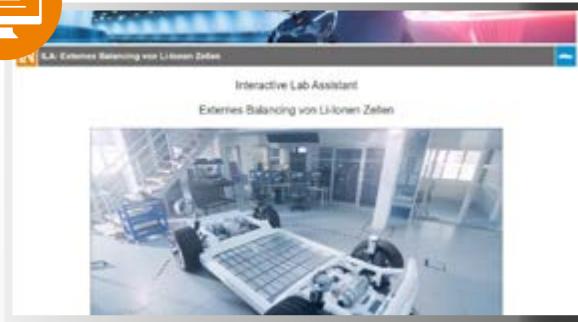 ILA: Externes Balancing von Li-Ionen Zellen
Interactive Lab Assistant
Externes Balancing von Li-Ionen Zellen